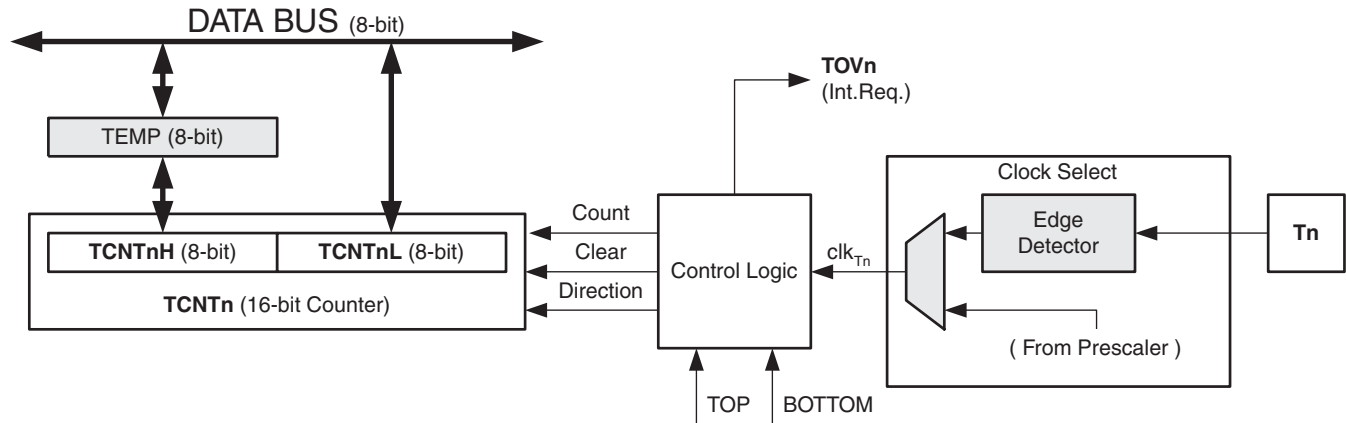 DATA BUS (8-bit)
TOVn
(Int.Req.)
TEMP (8-bit)
Clock Select
Count
Edge
Detector
Tn
TCNTnH (8-bit)
TCNTnL (8-bit)
Clear
Control Logic
clkTn
TCNTn (16-bit Counter)
Direction
( From Prescaler )
TOP
BOTTOM